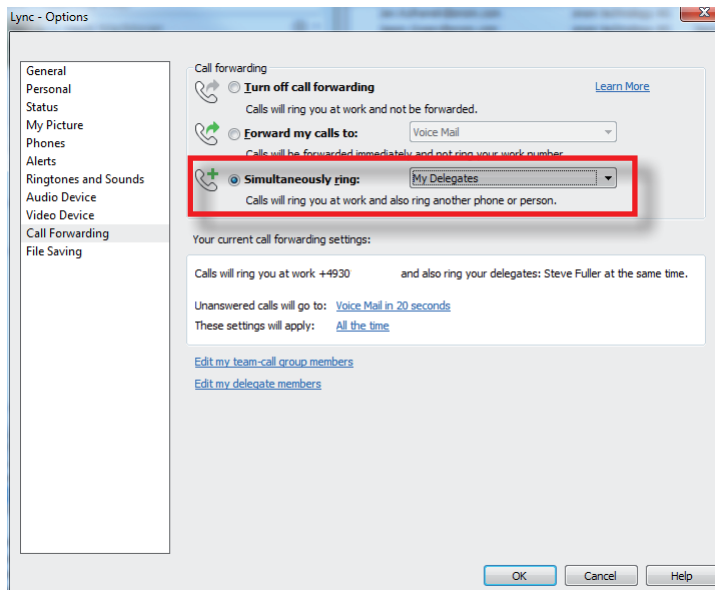 Lync - Options
General
Personal
Status
My Picture
Phones
Alerts
Ringtones and Sounds
Audio Device
Video Device
Call Forwarding
File Saving
Call forwarding
Turn off call forwarding
Learn More
Calls will ring you at work and not be forwarded.
Forward my calls to:
Voice Mail
Calls will be forwarded immediately and not ring your work number.
Simultaneously ring:
My Delegates
Calls will ring you at work and also ring another phone or person.
Your current call forwarding settings:
Calls will ring you at work +4930 and also ring your delegates: Steve Fuller at the same time.
Unanswered calls will go to: Voice Mail in 20 seconds
These settings will apply: All the time
Edit my team-call group members
Edit my delegate members
OK Cancel Help